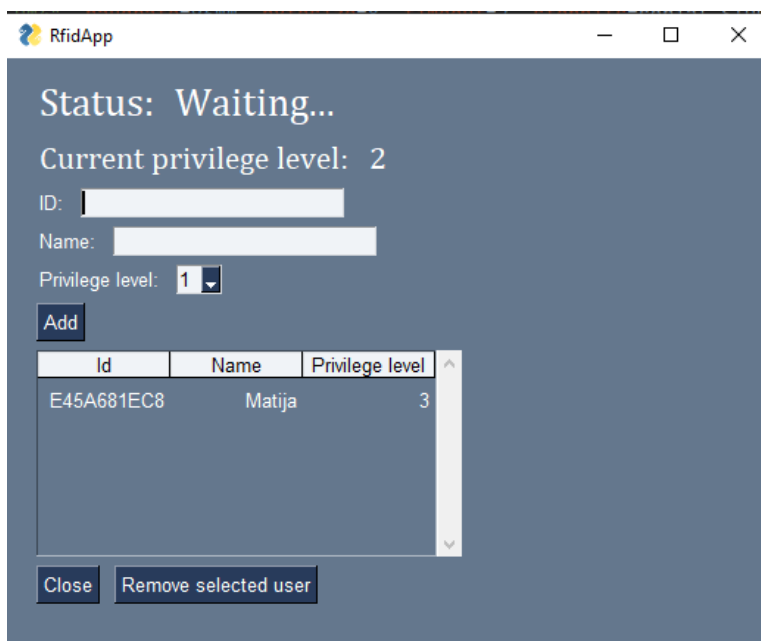 RfidApp
Status: Waiting...
Current privilege level: 2
ID:
Name:
Privilege level: 1
Add
Id Name Privilege level
E45A681EC8 Matija 3
Close Remove selected user